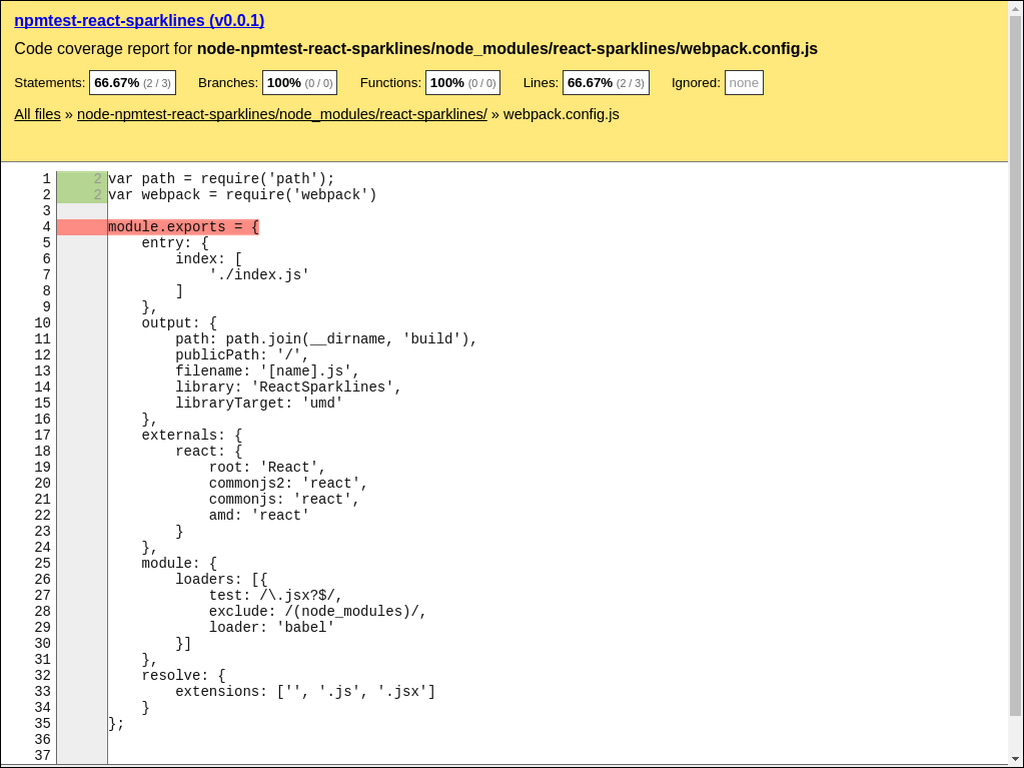 npmtest-react-sparklines (v0.0.1)
Code coverage report for node-npmtest-react-sparklines/node_modules/react-sparklines/webpack.config.js
Statements: 66.67% (2 / 3) Branches: 100% (0 / 0) Functions: 100% (0 / 0) Lines: 66.67% (2 / 3) Ignored: none
All files » node-npmtest-react-sparklines/node_modules/react-sparklines/ » webpack.config.js
1 2 var path = require('path');
2 2 var webpack = require('webpack')
3
4 module.exports = {
5     entry: {
6         index: [
7             './index.js'
8         ]
9     },
10     output: {
11         path: path.join(__dirname, 'build'),
12         publicPath: '/',
13         filename: '[name].js',
14         library: 'ReactSparklines',
15         libraryTarget: 'umd'
16     },
17     externals: {
18         react: {
19             root: 'React',
20             commonjs2: 'react',
21             commonjs: 'react',
22             amd: 'react'
23         }
24     },
25     module: {
26         loaders: [{
27             test: /\.jsx?$/,
28             exclude: /(node_modules)/,
29             loader: 'babel'
30         }]
31     },
32     resolve: {
33         extensions: ['', '.js', '.jsx']
34     }
35 };
36
37